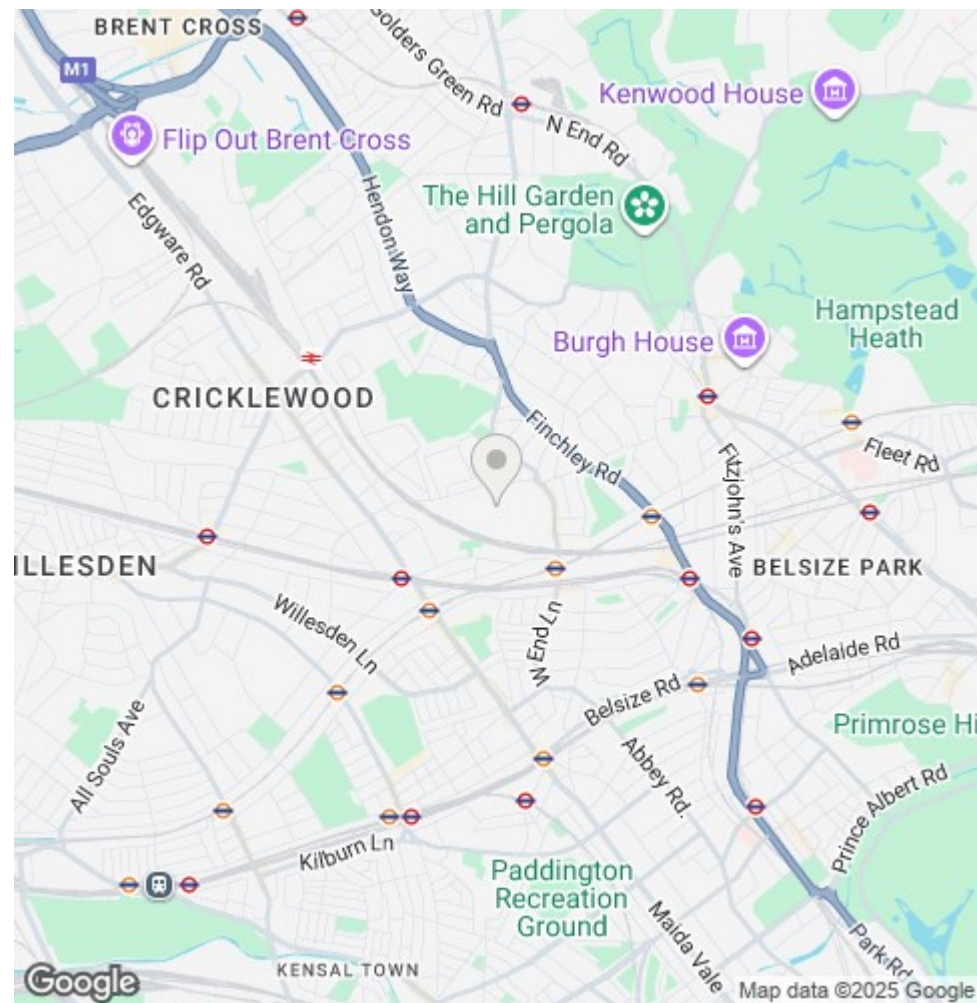 BRENT CROSS
M1
Golders Green Rd
Kenwood House
N End Rd
Flip Out Brent Cross
The Hill Garden
and Pergola
Hendon Way
Edgware Rd
Hampstead
Heath
Burgh House
CRICKLEWOOD
Finchley Rd
Fitzjohn's Ave
Fleet Rd
ILLESDEN
BELSIZE PARK
Willesden Ln
W End Ln
Adelaide Rd
Belsize Rd
All Souls Ave
Abbey Rd.
Primrose Hi
Prince Albert Rd
Kilburn Ln
Paddington
Recreation
Ground
Maida Vale
Park Rd
KENSAL TOWN
Google
Map data ©2025 Google